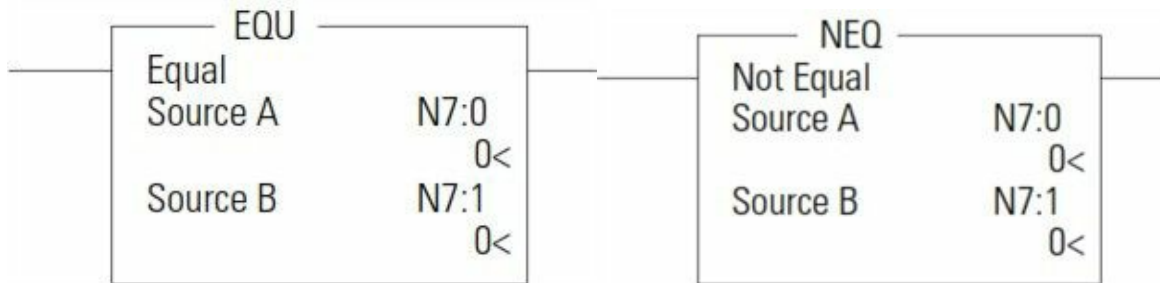 EQU
Equal
Source A N7:0
0<
Source B N7:1
0<
NEQ
Not Equal
Source A N7:0
0<
Source B N7:1
0<